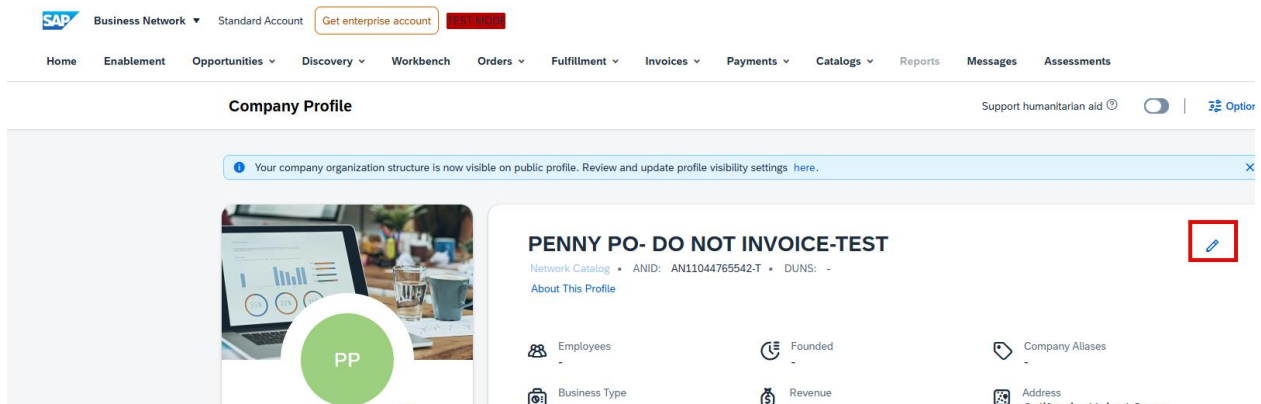 SAP Business Network Standard Account Get enterprise account TEST MODE
Home Enablement Opportunities Discovery Workbench Orders Fulfillment Invoices Payments Catalogs Reports Messages Assessments
Company Profile Support humanitarian aid Option
Your company organization structure is now visible on public profile. Review and update profile visibility settings here.
PENNY PO- DO NOT INVOICE-TEST
Network Catalog ▪ ANID: AN11044765542-T ▪ DUNS: -
About This Profile
PP
Employees Founded Company Aliases
- - -
Business Type Revenue Address